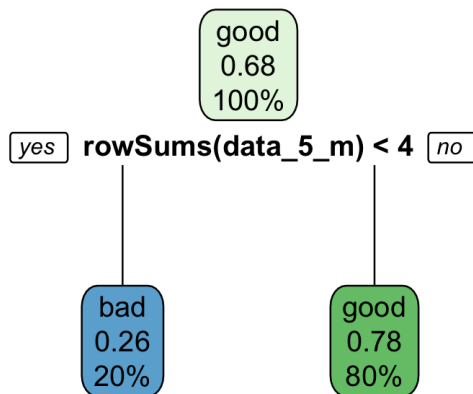 good
0.68
100%
yes rowSums(data_5_m) < 4 no
bad
0.26
20%
good
0.78
80%